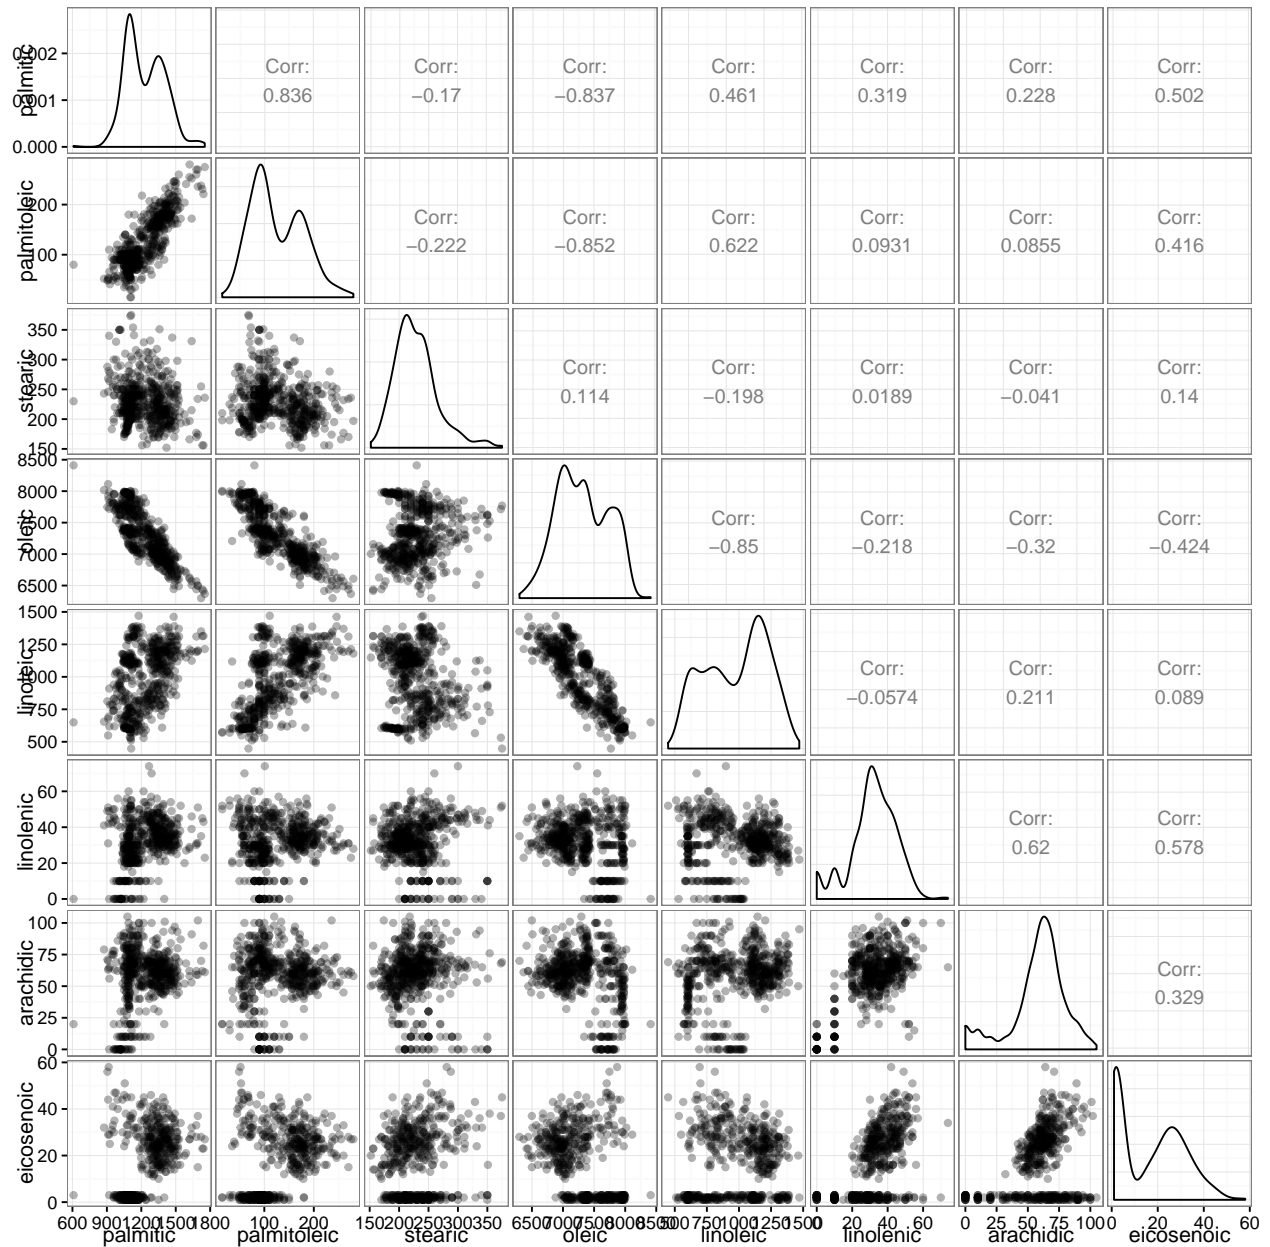 palmitic
0.002
0.001
0.000
Corr:
0.836
Corr:
−0.17
Corr:
−0.837
Corr:
0.461
Corr:
0.319
Corr:
0.228
Corr:
0.502
palmitoleic
200
100
Corr:
−0.222
Corr:
−0.852
Corr:
0.622
Corr:
0.0931
Corr:
0.0855
Corr:
0.416
stearic
350
300
250
200
150
Corr:
0.114
Corr:
−0.198
Corr:
0.0189
Corr:
−0.041
Corr:
0.14
oleic
8500
8000
7500
7000
6500
Corr:
−0.85
Corr:
−0.218
Corr:
−0.32
Corr:
−0.424
linoleic
1500
1250
1000
750
500
Corr:
−0.0574
Corr:
0.211
Corr:
0.089
linolenic
60
40
20
0
Corr:
0.62
Corr:
0.578
arachidic
100
75
50
25
0
Corr:
0.329
eicosenoic
60
40
20
0
600 900 1200 1500 1800
100 200
150 200 250 300 350
6500 7000 7500 8000 8500
500 750 1000 1250 1500
0 20 40 60
0 25 50 75 100
0 20 40 60
palmitic palmitoleic stearic oleic linoleic linolenic arachidic eicosenoic